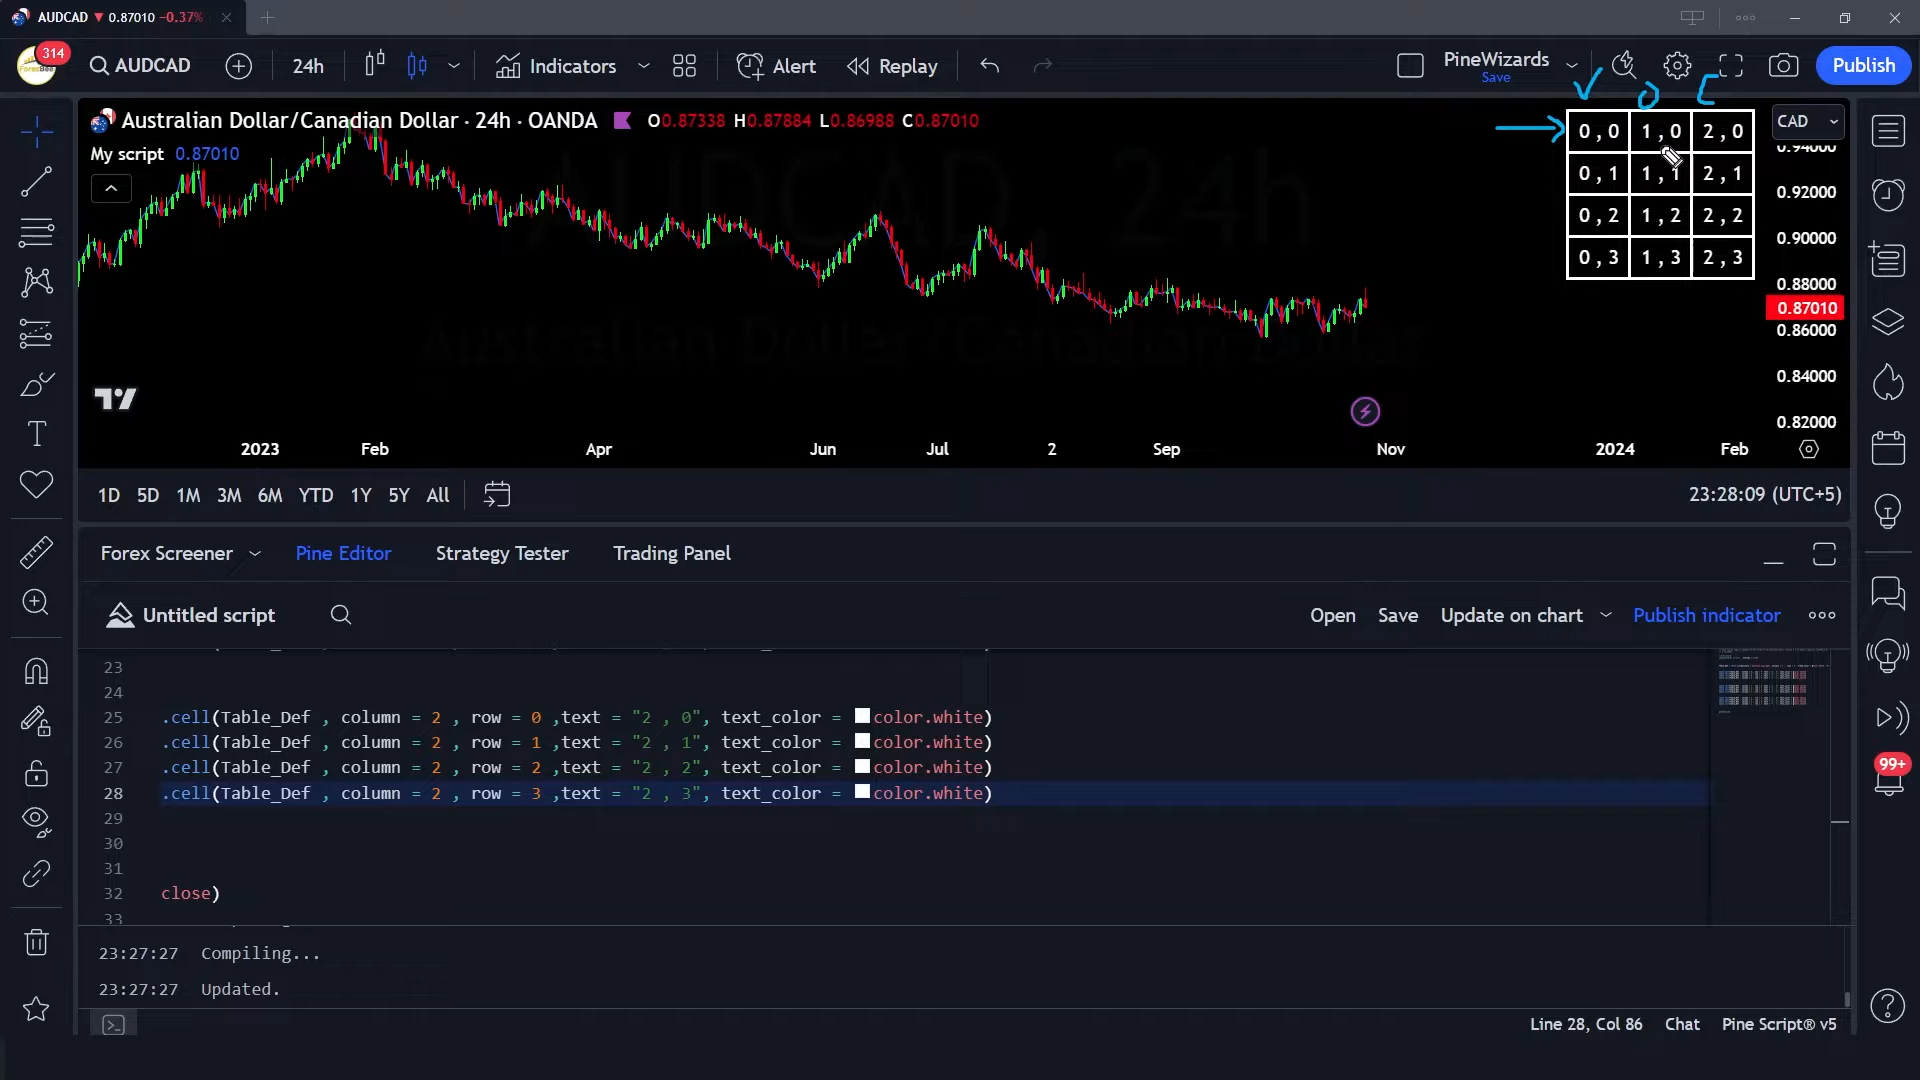 AUDCAD ▼ 0.87010 −0.37%
314
AUDCAD
24h
Indicators
Alert
Replay
PineWizards
Save
Publish
V O C
Australian Dollar/Canadian Dollar · 24h · OANDA
O0.87338 H0.87884 L0.86988 C0.87010
My script 0.87010
0 , 0 1 , 0 2 , 0
0 , 1 1 , 1 2 , 1
0 , 2 1 , 2 2 , 2
0 , 3 1 , 3 2 , 3
CAD
0.94000
0.92000
0.90000
0.88000
0.87010
0.86000
0.84000
0.82000
2023 Feb Apr Jun Jul 2 Sep Nov 2024 Feb
1D 5D 1M 3M 6M YTD 1Y 5Y All
23:28:09 (UTC+5)
Forex Screener Pine Editor Strategy Tester Trading Panel
Untitled script
Open Save Update on chart Publish indicator
23
24
25 .cell(Table_Def , column = 2 , row = 0 ,text = "2 , 0", text_color = color.white)
26 .cell(Table_Def , column = 2 , row = 1 ,text = "2 , 1", text_color = color.white)
27 .cell(Table_Def , column = 2 , row = 2 ,text = "2 , 2", text_color = color.white)
28 .cell(Table_Def , column = 2 , row = 3 ,text = "2 , 3", text_color = color.white)
29
30
31
32 close)
33
99+
23:27:27 Compiling...
23:27:27 Updated.
Line 28, Col 86 Chat Pine Script® v5